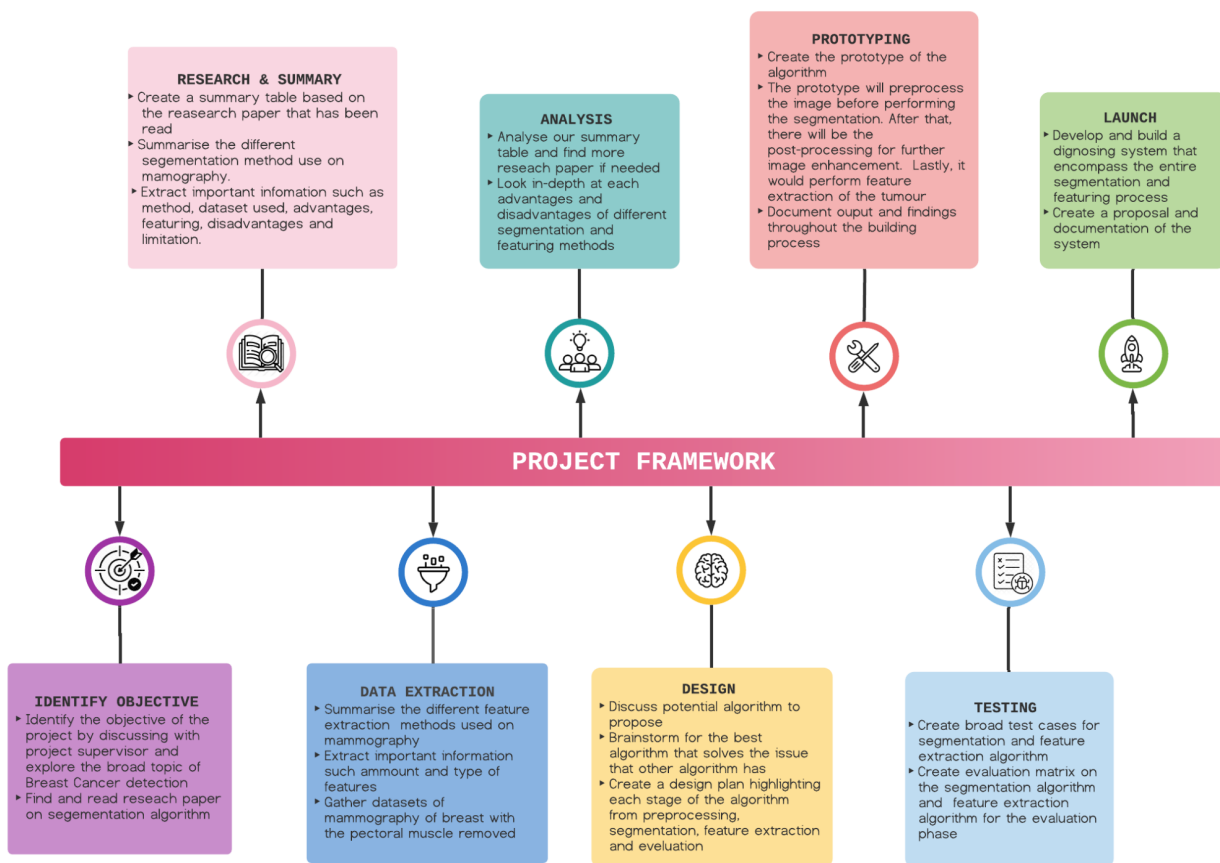 RESEARCH & SUMMARY
‣ Create a summary table based on
the reasearch paper that has been
read
‣ Summarise the different
segementation method use on
mamography.
‣ Extract important infomation such as
method, dataset used, advantages,
featuring, disadvantages and
limitation.
ANALYSIS
‣ Analyse our summary
table and find more
reseach paper if needed
‣ Look in-depth at each
advantages and
disadvantages of different
segmentation and
featuring methods
PROTOTYPING
‣ Create the prototype of the
algorithm
‣ The prototype will preprocess
the image before performing
the segmentation. After that,
there will be the
post-processing for further
image enhancement. Lastly, it
would perform feature
extraction of the tumour
‣ Document ouput and findings
throughout the building
process
LAUNCH
‣ Develop and build a
dignosing system that
encompass the entire
segmentation and
featuring process
‣ Create a proposal and
documentation of the
system
PROJECT FRAMEWORK
IDENTIFY OBJECTIVE
‣ Identify the objective of the
project by discussing with
project supervisor and
explore the broad topic of
Breast Cancer detection
‣ Find and read reseach paper
on segementation algorithm
DATA EXTRACTION
‣ Summarise the different feature
extraction methods used on
mammography
‣ Extract important information
such ammount and type of
features
‣ Gather datasets of
mammography of breast with
the pectoral muscle removed
DESIGN
‣ Discuss potential algorithm to
propose
‣ Brainstorm for the best
algorithm that solves the issue
that other algorithm has
‣ Create a design plan highlighting
each stage of the algorithm
from preprocessing,
segmentation, feature extraction
and eveluation
TESTING
‣ Create broad test cases for
segmentation and feature
extraction algorithm
‣ Create evaluation matrix on
the segmentation algorithm
and feature extraction
algorithm for the evaluation
phase